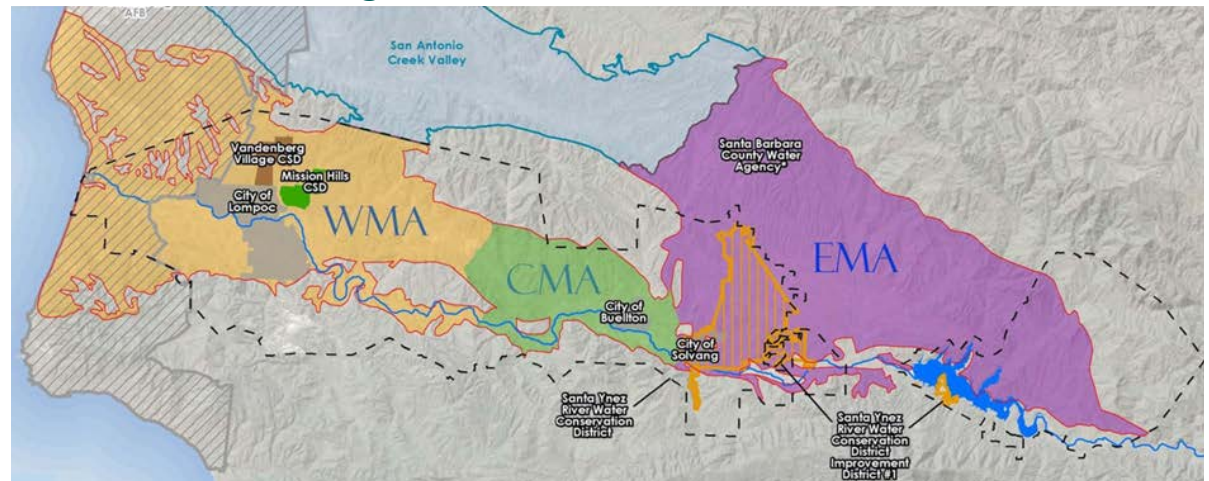 AFB
San Antonio
Creek Valley
Vandenberg
Village CSD
Mission Hills
CSD
City of
Lompoc
WMA
CMA
City of
Buellton
City of
Solvang
Santa Barbara
County Water
Agency*
EMA
Santa Ynez
River Water
Conservation
District
Santa Ynez
River Water
Conservation
District
Improvement
District #1